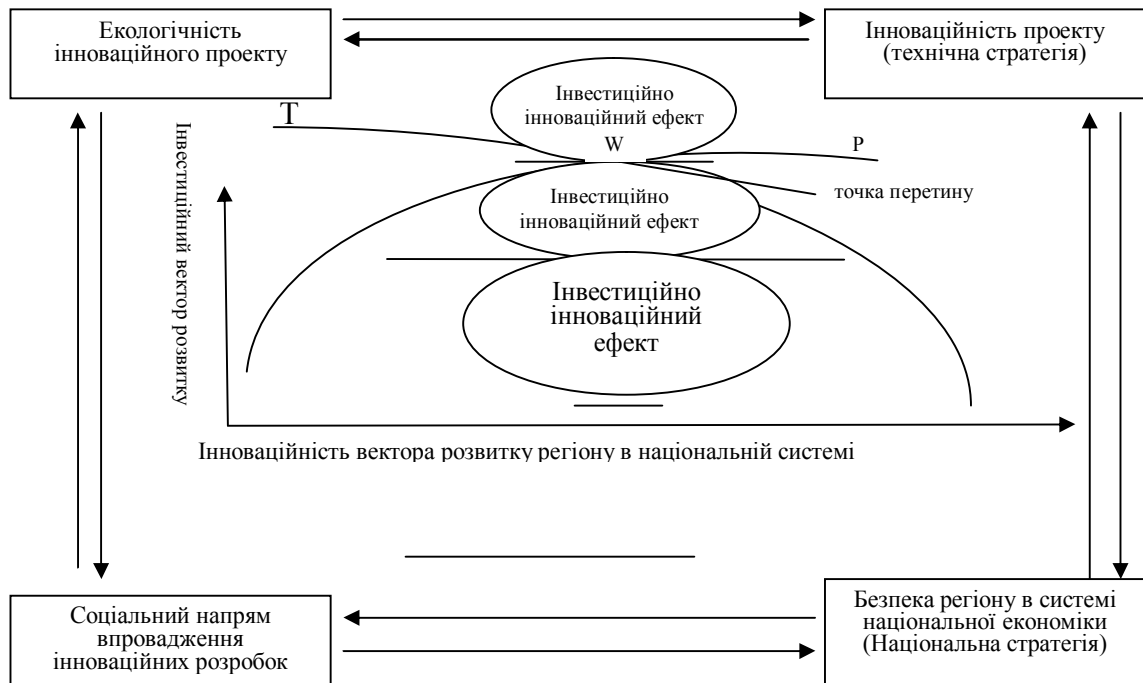 Екологічність
інноваційного проекту
Інноваційність проекту
(технічна стратегія)
Інвестиційно
інноваційний ефект
W
T
P
точка перетину
Інвестиційний вектор розвитку
Інвестиційно
інноваційний ефект
Інвестиційно
інноваційний
ефект
Інноваційність вектора розвитку регіону в національній системі
Соціальний напрям
впровадження
інноваційних розробок
Безпека регіону в системі
національної економіки
(Національна стратегія)